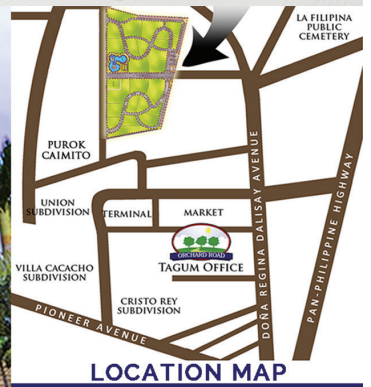 LA FILIPINA
PUBLIC
CEMETERY
PUROK
CAIMITO
UNION
SUBDIVISION
TERMINAL
MARKET
ORCHARD ROAD
TAGUM OFFICE
VILLA CACACHO
SUBDIVISION
CRISTO REY
SUBDIVISION
PIONEER AVENUE
DOÑA REGINA DALISAY AVENUE
PAN-PHILIPPINE HIGHWAY
LOCATION MAP